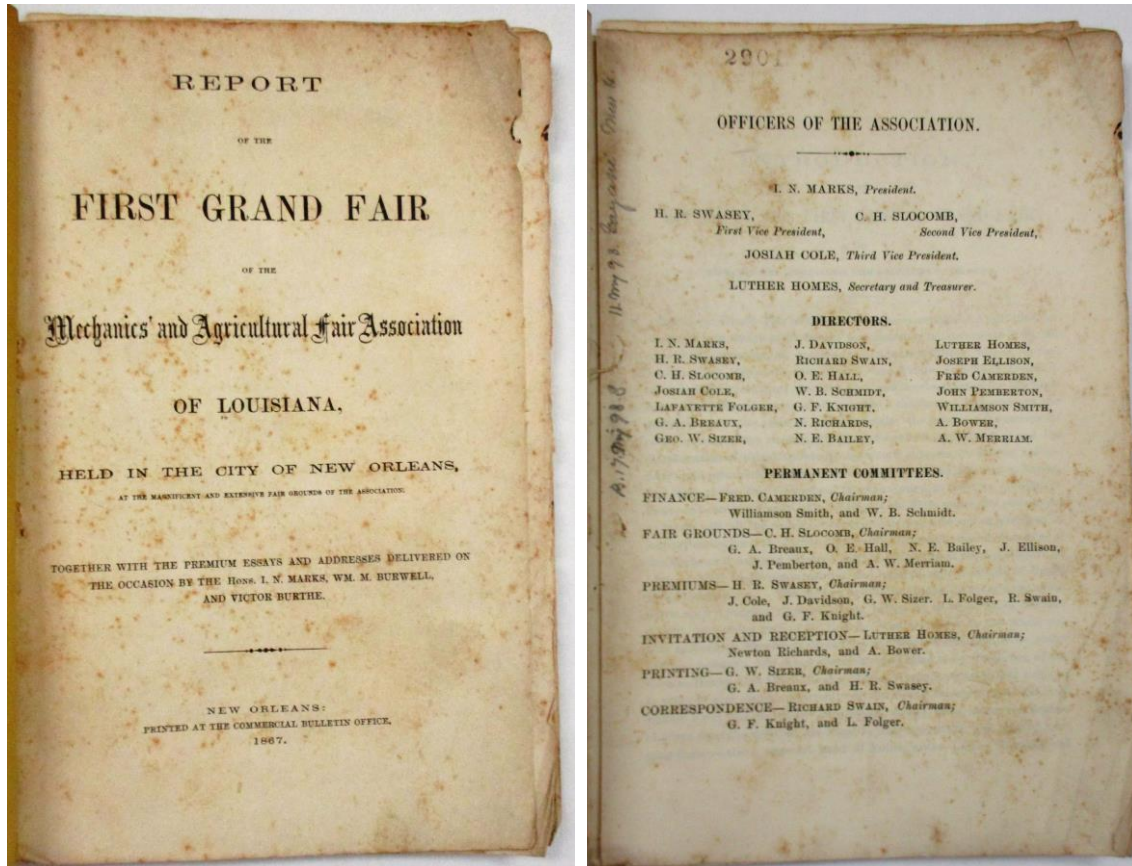 REPORT
OF THE
FIRST GRAND FAIR
OF THE
Mechanics' and Agricultural Fair Association
OF LOUISIANA,
HELD IN THE CITY OF NEW ORLEANS,
AT THE MAGNIFICENT AND EXTENSIVE FAIR GROUNDS OF THE ASSOCIATION:
TOGETHER WITH THE PREMIUM ESSAYS AND ADDRESSES DELIVERED ON
THE OCCASION BY THE HONS. I. N. MARKS, WM. M. BURWELL,
AND VICTOR BURTHE.
NEW ORLEANS:
PRINTED AT THE COMMERCIAL BULLETIN OFFICE,
1867.
2901
OFFICERS OF THE ASSOCIATION.
I. N. MARKS, President.
H. R. SWASEY, C. H. SLOCOMB,
First Vice President, Second Vice President,
JOSIAH COLE, Third Vice President.
LUTHER HOMES, Secretary and Treasurer.
DIRECTORS.
I. N. MARKS, J. DAVIDSON, LUTHER HOMES,
H. R. SWASEY, RICHARD SWAIN, JOSEPH ELLISON,
C. H. SLOCOMB, O. E. HALL, FRED CAMERDEN,
JOSIAH COLE, W. B. SCHMIDT, JOHN PEMBERTON,
LAFAYETTE FOLGER, G. F. KNIGHT, WILLIAMSON SMITH,
G. A. BREAUX, N. RICHARDS, A. BOWER,
GEO. W. SIZER, N. E. BAILEY, A. W. MERRIAM.
PERMANENT COMMITTEES.
FINANCE—FRED. CAMERDEN, Chairman;
Williamson Smith, and W. B. Schmidt.
FAIR GROUNDS—C. H. SLOCOMB, Chairman;
G. A. Breaux, O. E. Hall, N. E. Bailey, J. Ellison,
J. Pemberton, and A. W. Merriam.
PREMIUMS—H. R. SWASEY, Chairman;
J. Cole, J. Davidson, G. W. Sizer. L. Folger, R. Swain,
and G. F. Knight.
INVITATION AND RECEPTION—LUTHER HOMES, Chairman;
Newton Richards, and A. Bower.
PRINTING—G. W. SIZER, Chairman;
G. A. Breaux, and H. R. Swasey.
CORRESPONDENCE—RICHARD SWAIN, Chairman;
G. F. Knight, and L. Folger.